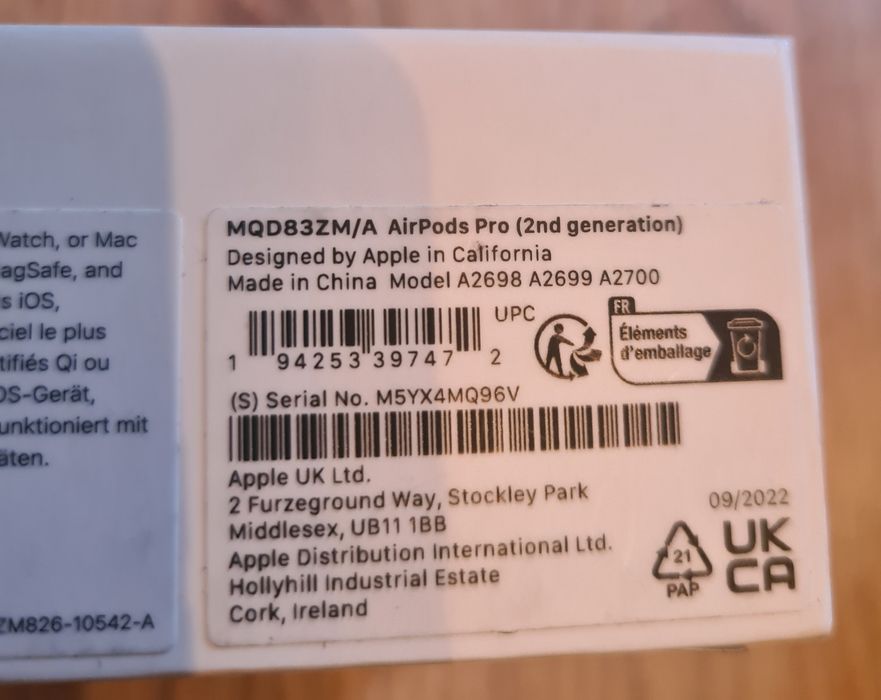 Watch, or Mac
agSafe, and
s iOS,
ciel le plus
tifiés Qi ou
OS-Gerät,
unktioniert mit
äten.
ZM826-10542-A
MQD83ZM/A AirPods Pro (2nd generation)
Designed by Apple in California
Made in China Model A2698 A2699 A2700
UPC
1 94253 39747 2
FR
Éléments
d'emballage
(S) Serial No. M5YX4MQ96V
Apple UK Ltd.
2 Furzeground Way, Stockley Park
Middlesex, UB11 1BB
Apple Distribution International Ltd.
Hollyhill Industrial Estate
Cork, Ireland
09/2022
21
PAP
UK
CA